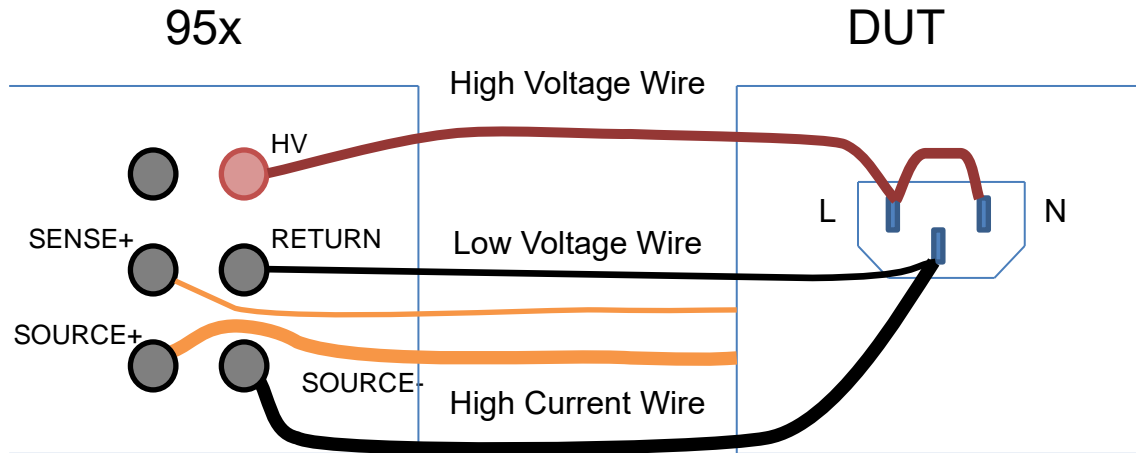 95x
DUT
High Voltage Wire
HV
L
N
SENSE+
RETURN
Low Voltage Wire
SOURCE+
SOURCE-
High Current Wire